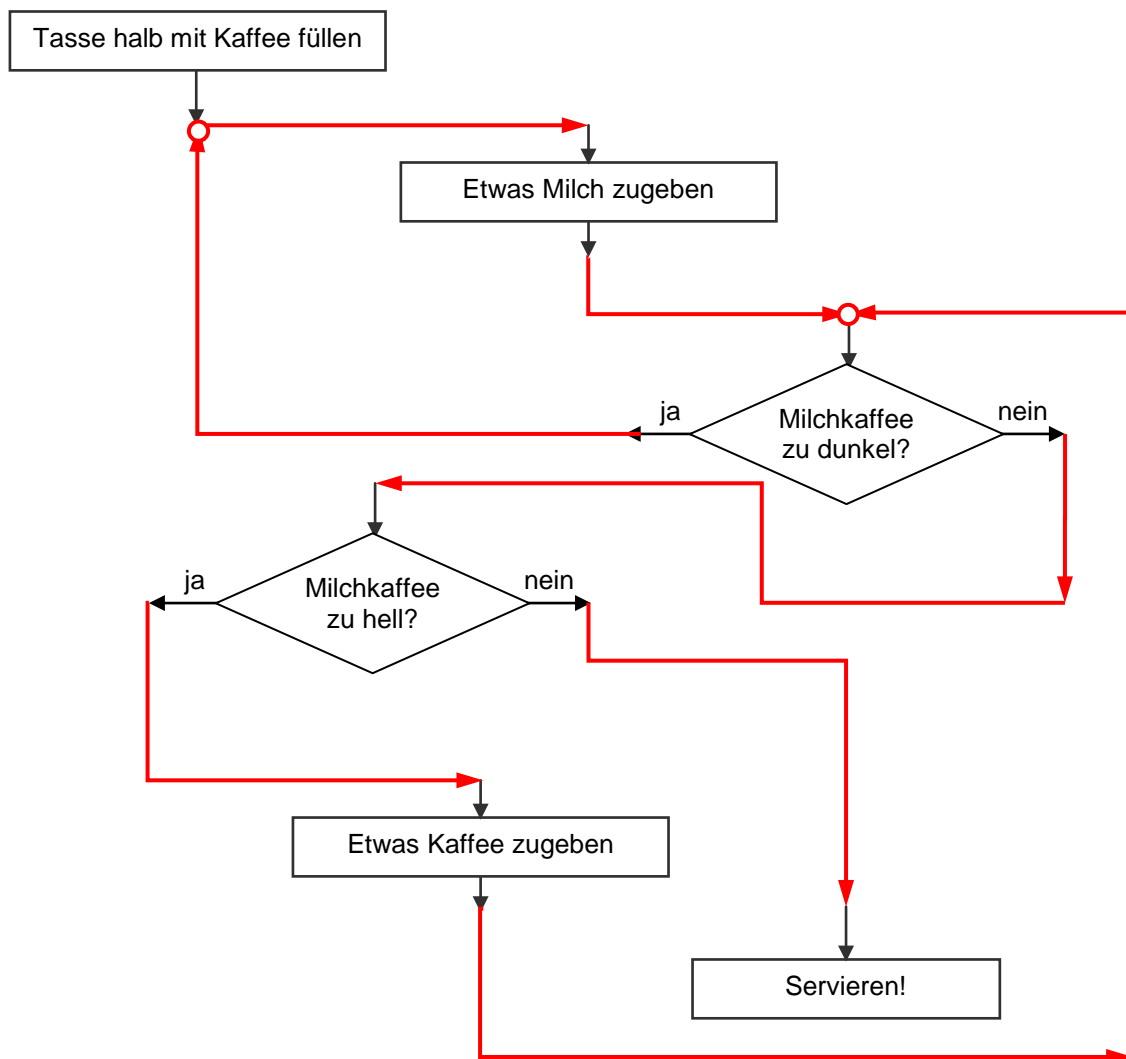 Tasse halb mit Kaffee füllen
Etwas Milch zugeben
ja
Milchkaffee
zu dunkel?
nein
ja
Milchkaffee
zu hell?
nein
Etwas Kaffee zugeben
Servieren!